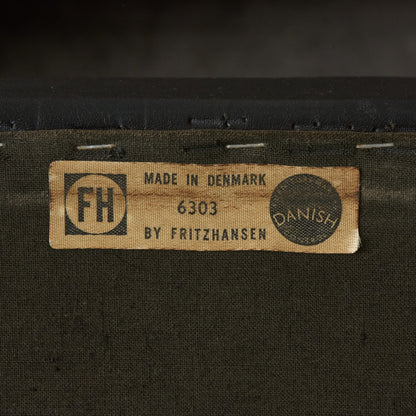 FH
MADE IN DENMARK
6303
BY FRITZHANSEN
DANISH